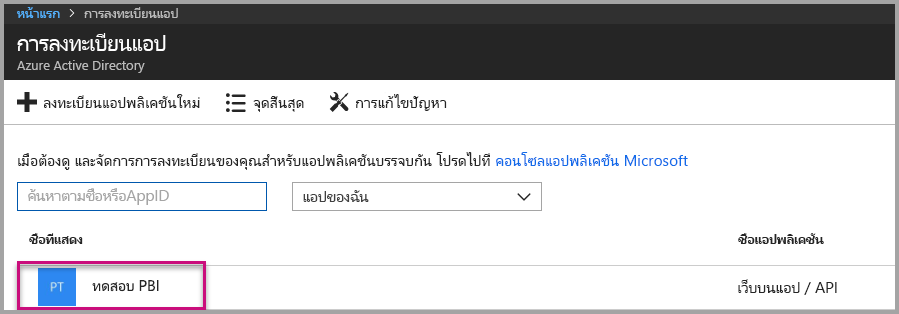 หน้าแรก > การลงทะเบียนแอป
การลงทะเบียนแอป
Azure Active Directory
ลงทะเบียนแอปพลิเคชันใหม่ จุดสิ้นสุด การแก้ไขปัญหา
เมื่อต้องดู และจัดการการลงทะเบียนของคุณสำหรับแอปพลิเคชันบรรจบกัน โปรดไปที่ คอนโซลแอปพลิเคชัน Microsoft
ค้นหาตามชื่อหรือAppID แอปของฉัน
ชื่อที่แสดง ชื่อแอปพลิเคชัน
PT ทดสอบ PBI เว็บบนแอป / API